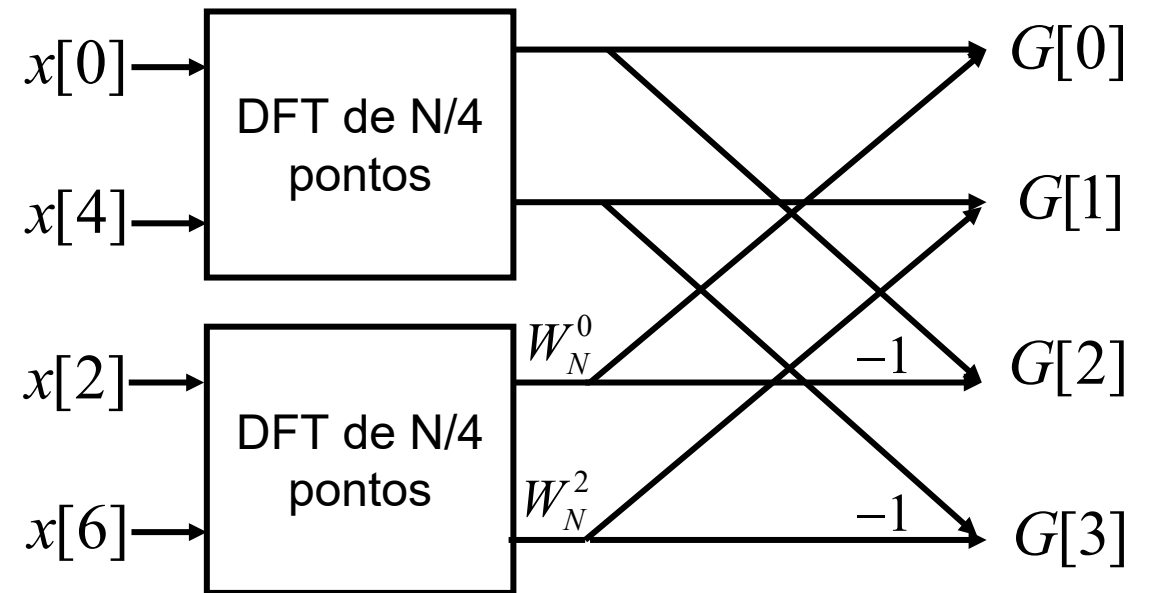 x[0]
DFT de N/4
pontos
G[0]
x[4]
G[1]
x[2]
W_N^0
-1
G[2]
DFT de N/4
pontos
x[6]
W_N^2
-1
G[3]